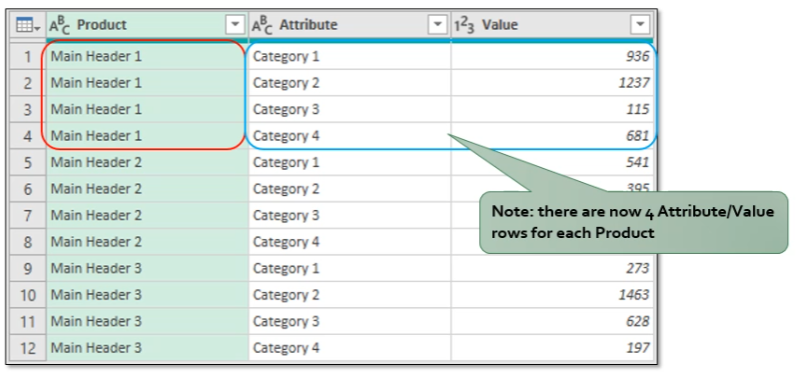 ABC Product ABC Attribute 123 Value
1 Main Header 1 Category 1 936
2 Main Header 1 Category 2 1237
3 Main Header 1 Category 3 115
4 Main Header 1 Category 4 681
5 Main Header 2 Category 1 541
6 Main Header 2 Category 2 395
7 Main Header 2 Category 3
8 Main Header 2 Category 4
Note: there are now 4 Attribute/Value
rows for each Product
9 Main Header 3 Category 1 273
10 Main Header 3 Category 2 1463
11 Main Header 3 Category 3 628
12 Main Header 3 Category 4 197